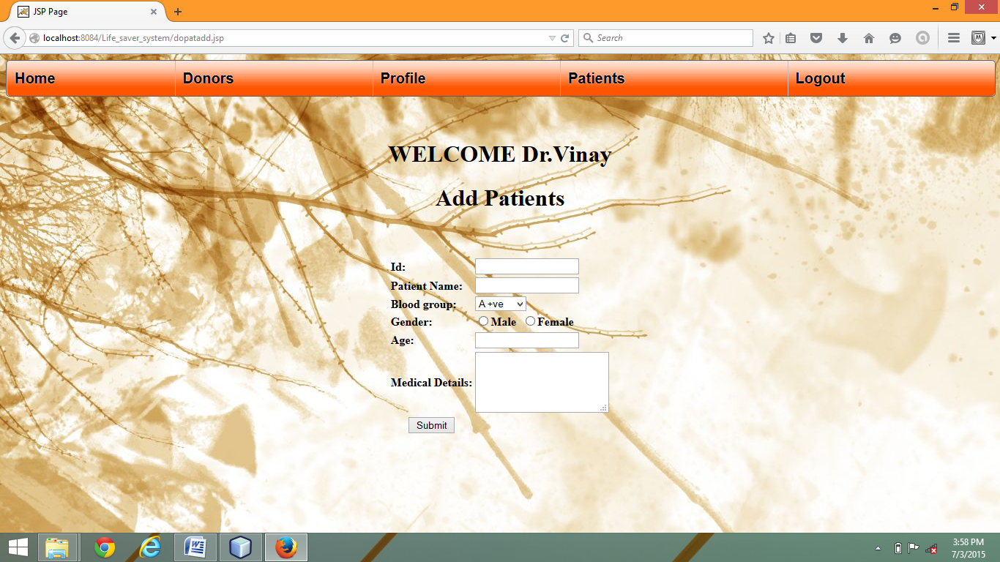 JSP Page
localhost:8084/Life_saver_system/dopatadd.jsp
Search
Home Donors Profile Patients Logout
WELCOME Dr.Vinay
Add Patients
Id:
Patient Name:
Blood group: A +ve
Gender: Male Female
Age:
Medical Details:
Submit
3:58 PM
7/3/2015